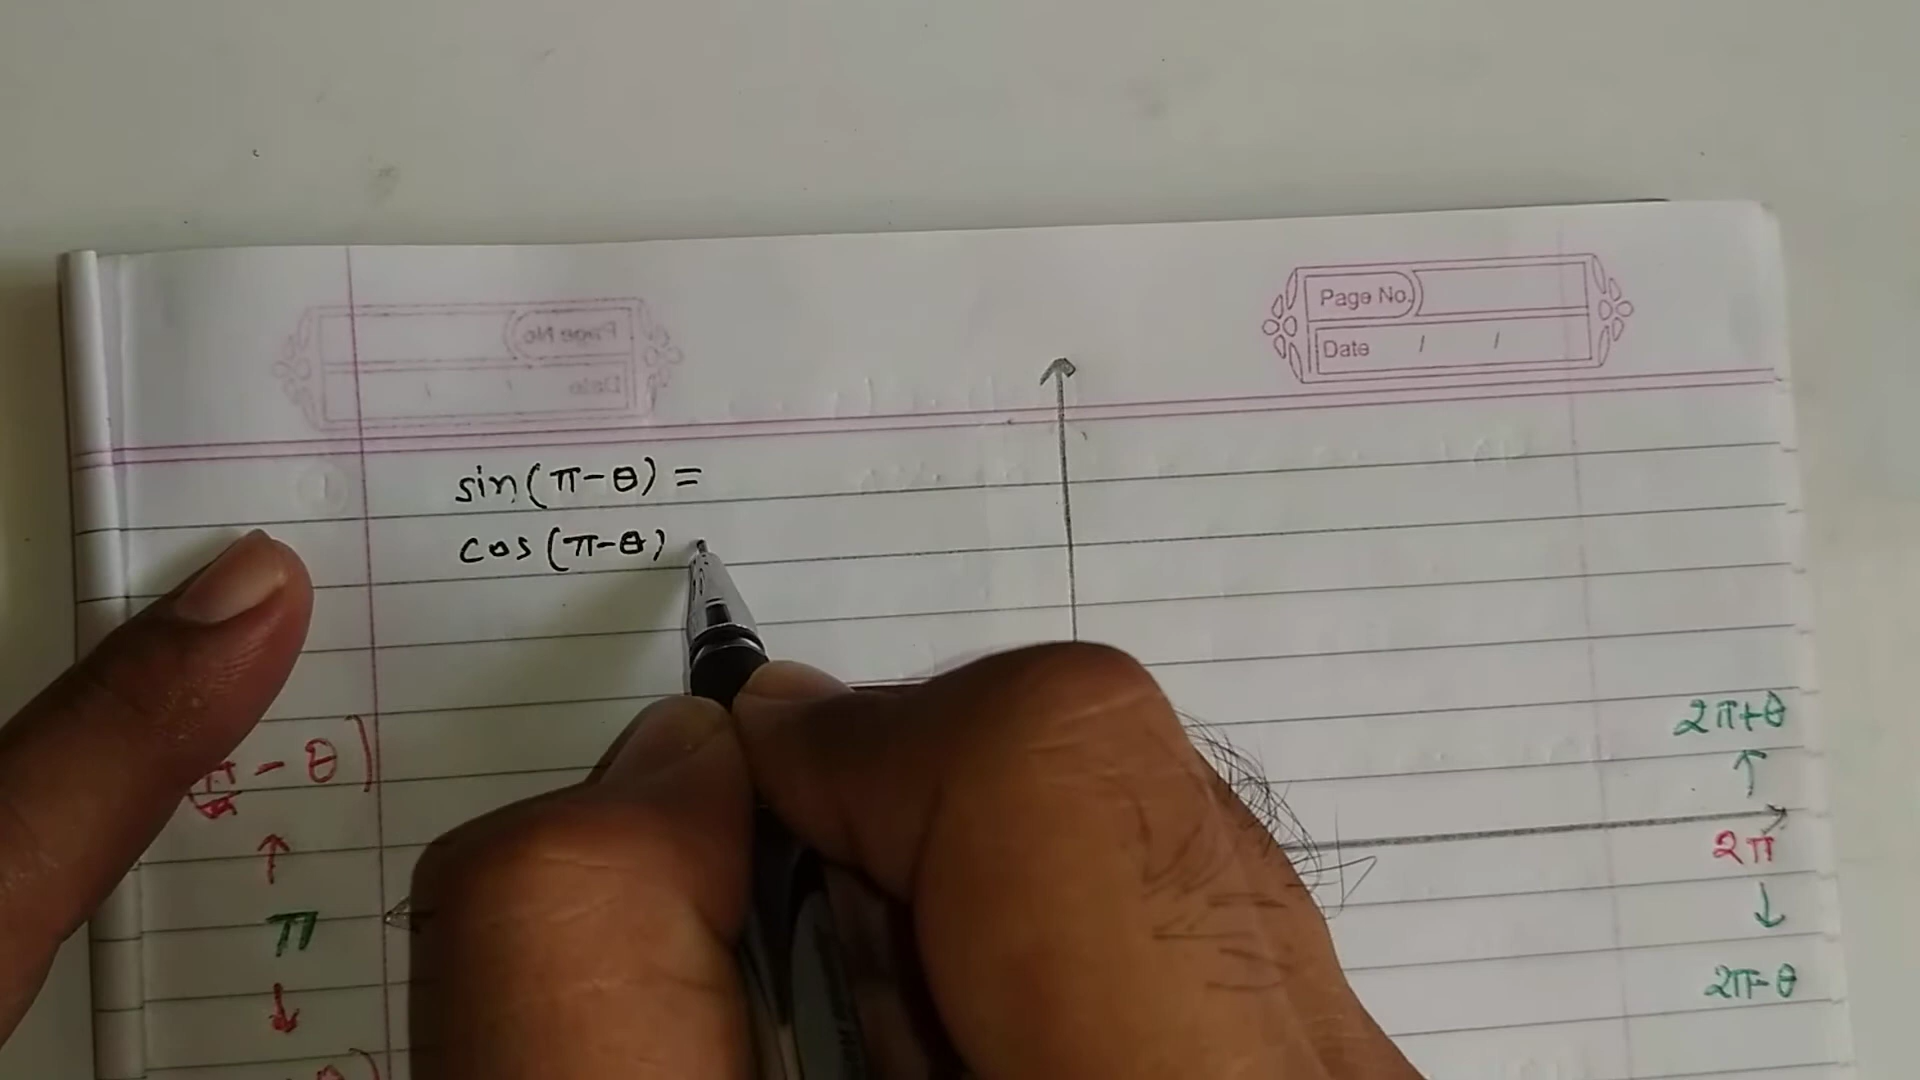 Page No.
Date / /
sin(π-θ) =
cos(π-θ)
2π+θ
π - θ)
2π
π
2π-θ